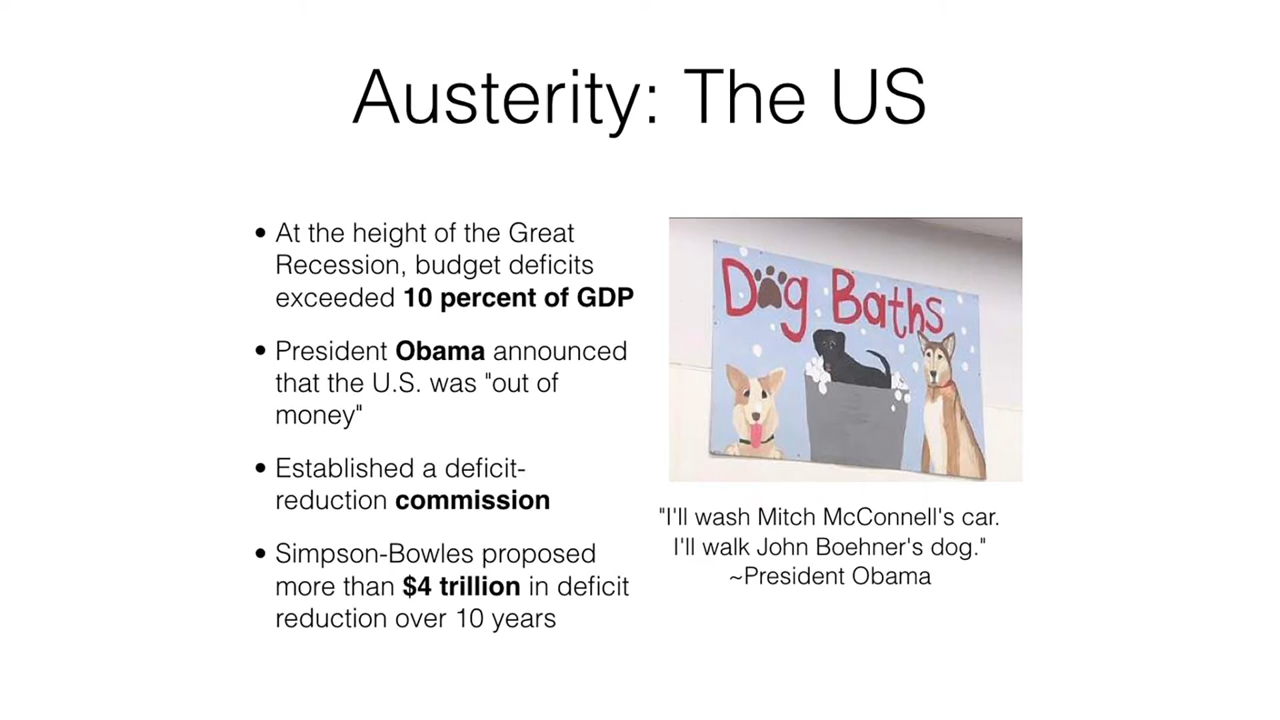 Austerity: The US
• At the height of the Great
Recession, budget deficits
exceeded 10 percent of GDP
• President Obama announced
that the U.S. was "out of
money"
• Established a deficit-
reduction commission
• Simpson-Bowles proposed
more than $4 trillion in deficit
reduction over 10 years
Dog Baths
"I'll wash Mitch McConnell's car.
I'll walk John Boehner's dog."
~President Obama